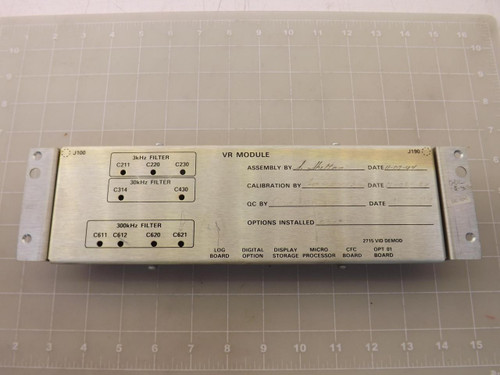 J100
VR MODULE
J190
3kHz FILTER
C211 C220 C230
30kHz FILTER
C314 C430
300kHz FILTER
C611 C612 C620 C621
ASSEMBLY BY DATE
CALIBRATION BY DATE
QC BY DATE
OPTIONS INSTALLED
2715 VID DEMOD
LOG BOARD
DIGITAL OPTION
DISPLAY STORAGE
MICRO PROCESSOR
CFC BOARD
OPT 01 BOARD